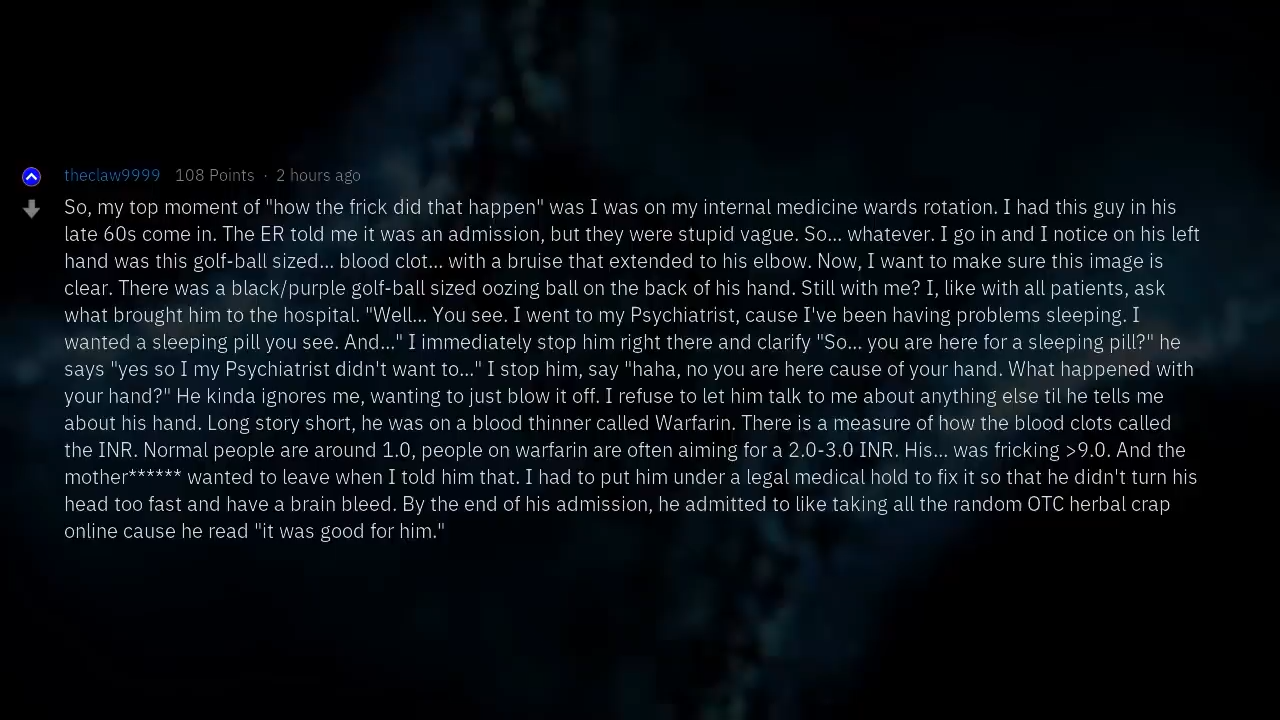 theclaw9999 108 Points · 2 hours ago
So, my top moment of "how the frick did that happen" was I was on my internal medicine wards rotation. I had this guy in his
late 60s come in. The ER told me it was an admission, but they were stupid vague. So... whatever. I go in and I notice on his left
hand was this golf-ball sized... blood clot... with a bruise that extended to his elbow. Now, I want to make sure this image is
clear. There was a black/purple golf-ball sized oozing ball on the back of his hand. Still with me? I, like with all patients, ask
what brought him to the hospital. "Well... You see. I went to my Psychiatrist, cause I've been having problems sleeping. I
wanted a sleeping pill you see. And..." I immediately stop him right there and clarify "So... you are here for a sleeping pill?" he
says "yes so I my Psychiatrist didn't want to..." I stop him, say "haha, no you are here cause of your hand. What happened with
your hand?" He kinda ignores me, wanting to just blow it off. I refuse to let him talk to me about anything else til he tells me
about his hand. Long story short, he was on a blood thinner called Warfarin. There is a measure of how the blood clots called
the INR. Normal people are around 1.0, people on warfarin are often aiming for a 2.0-3.0 INR. His... was fricking >9.0. And the
mother****** wanted to leave when I told him that. I had to put him under a legal medical hold to fix it so that he didn't turn his
head too fast and have a brain bleed. By the end of his admission, he admitted to like taking all the random OTC herbal crap
online cause he read "it was good for him."